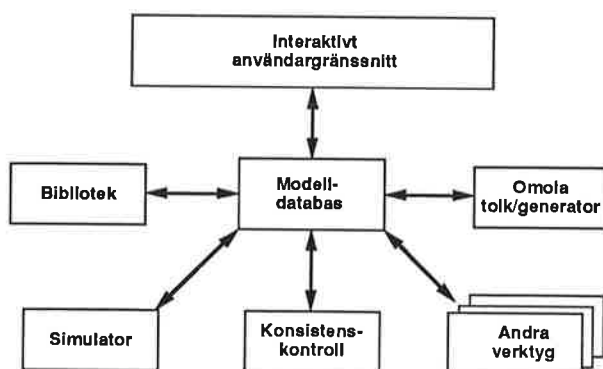 Interaktivt
användargränssnitt
Bibliotek
Modell-
databas
Omola
tolk/generator
Simulator
Konsistens-
kontroll
Andra
verktyg